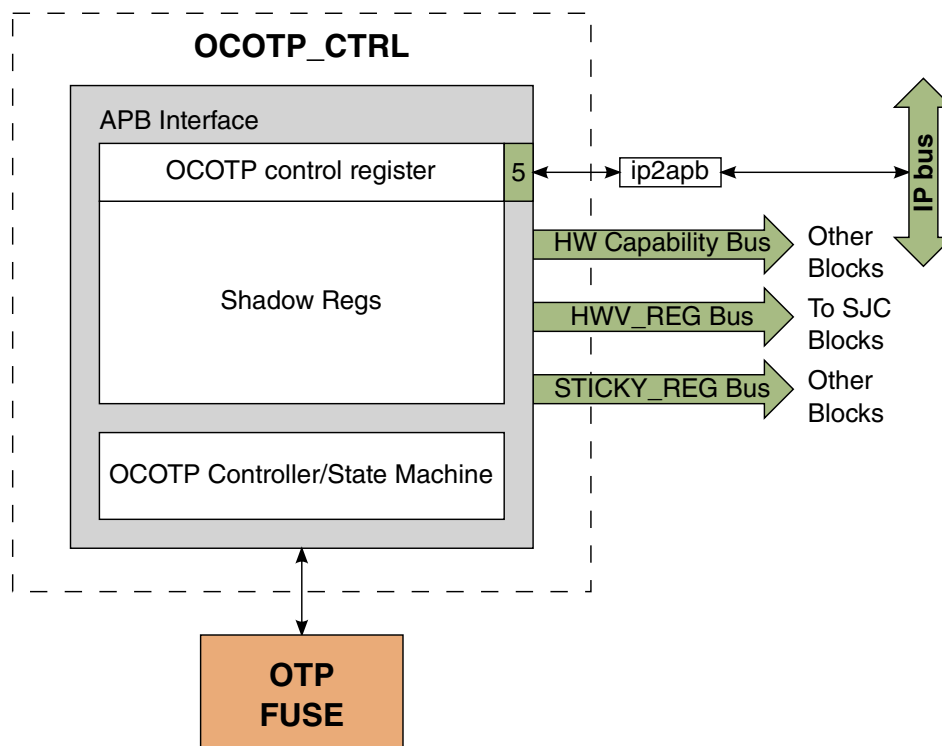 OCOTP_CTRL
APB Interface
OCOTP control register
5
ip2apb
IP bus
HW Capability Bus
Other
Blocks
Shadow Regs
HWV_REG Bus
To SJC
Blocks
STICKY_REG Bus
Other
Blocks
OCOTP Controller/State Machine
OTP
FUSE